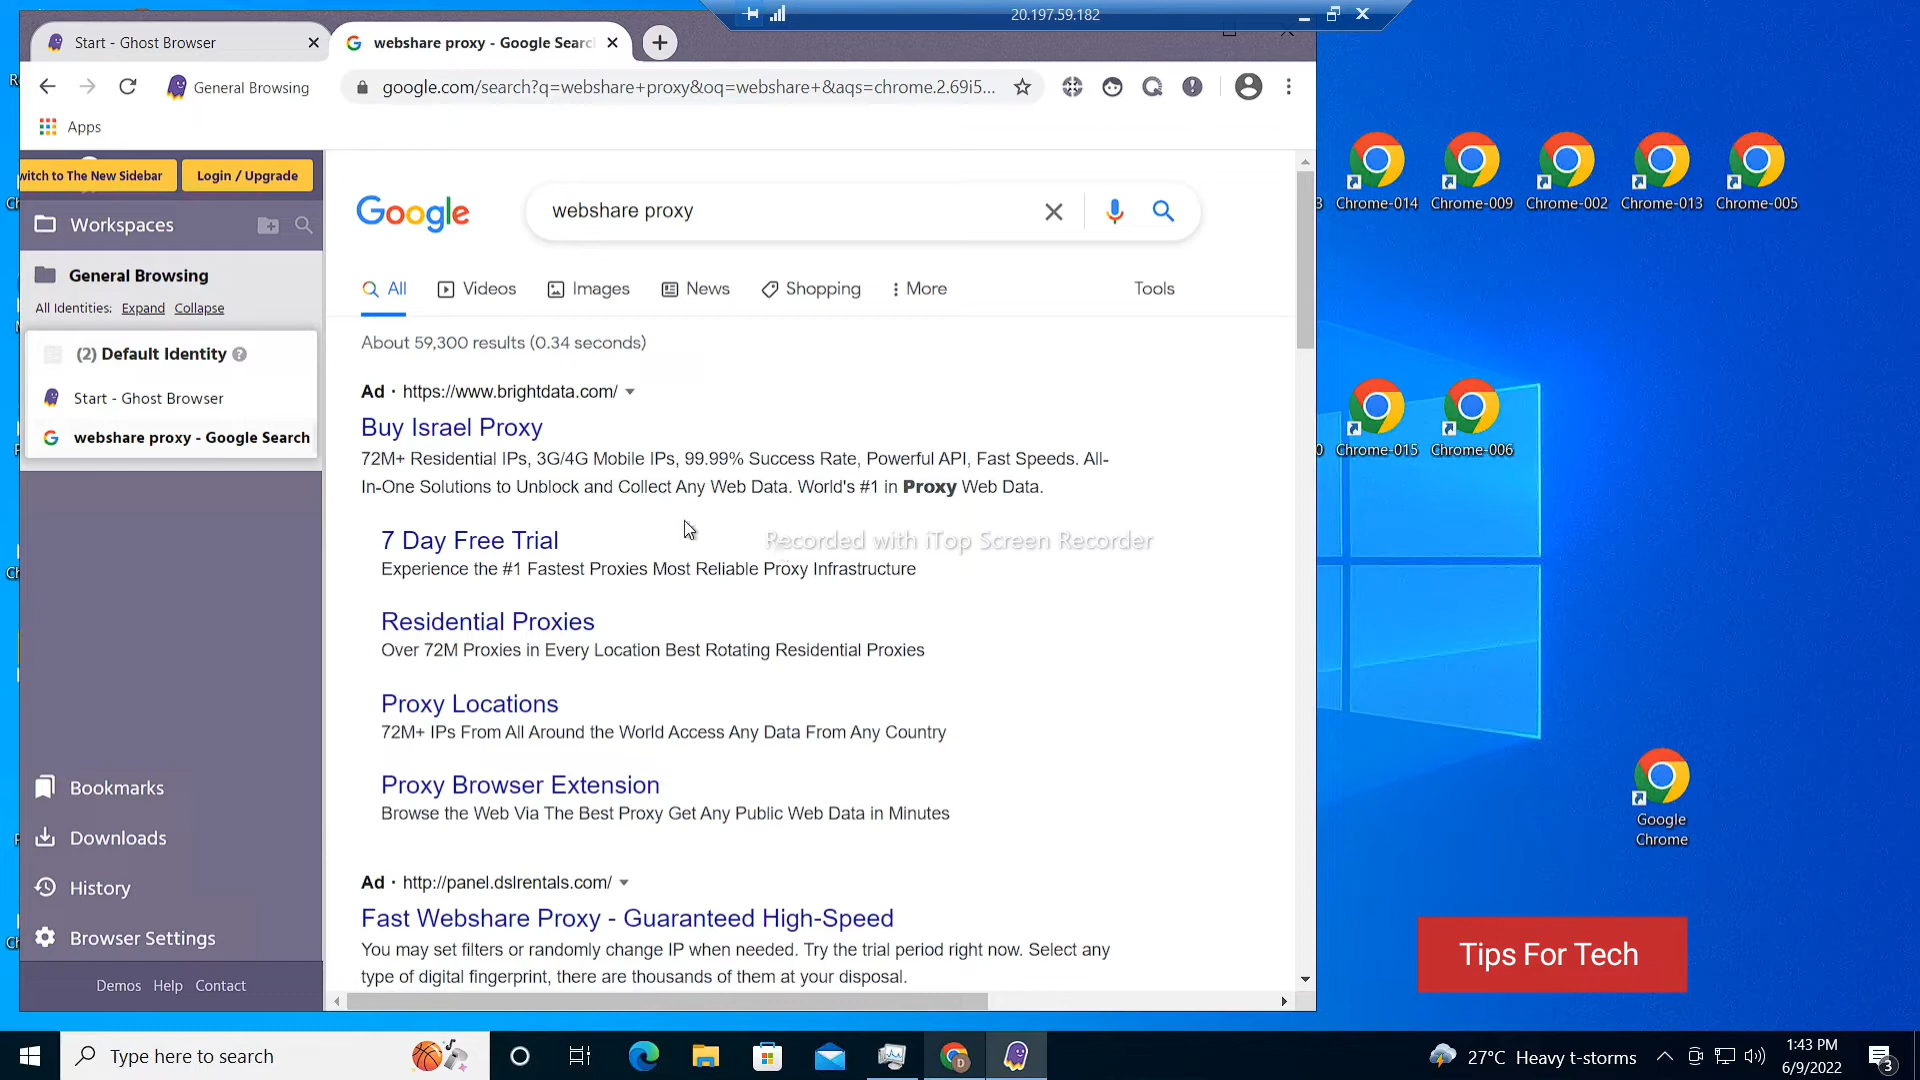 20.197.59.182
Start - Ghost Browser
webshare proxy - Google Searc
General Browsing
google.com/search?q=webshare+proxy&oq=webshare+&aqs=chrome.2.69i5...
Apps
witch to The New Sidebar
Login / Upgrade
Workspaces
General Browsing
All Identities: Expand Collapse
(2) Default Identity
Start - Ghost Browser
webshare proxy - Google Search
Bookmarks
Downloads
History
Browser Settings
Demos Help Contact
Google
webshare proxy
All Videos Images News Shopping More Tools
About 59,300 results (0.34 seconds)
Ad · https://www.brightdata.com/
Buy Israel Proxy
72M+ Residential IPs, 3G/4G Mobile IPs, 99.99% Success Rate, Powerful API, Fast Speeds. All-
In-One Solutions to Unblock and Collect Any Web Data. World's #1 in Proxy Web Data.
7 Day Free Trial
Experience the #1 Fastest Proxies Most Reliable Proxy Infrastructure
Recorded with iTop Screen Recorder
Residential Proxies
Over 72M Proxies in Every Location Best Rotating Residential Proxies
Proxy Locations
72M+ IPs From All Around the World Access Any Data From Any Country
Proxy Browser Extension
Browse the Web Via The Best Proxy Get Any Public Web Data in Minutes
Ad · http://panel.dslrentals.com/
Fast Webshare Proxy - Guaranteed High-Speed
You may set filters or randomly change IP when needed. Try the trial period right now. Select any
type of digital fingerprint, there are thousands of them at your disposal.
3 Chrome-014 Chrome-009 Chrome-002 Chrome-013 Chrome-005
0 Chrome-015 Chrome-006
Google
Chrome
Tips For Tech
Type here to search
D
27°C Heavy t-storms
1:43 PM
6/9/2022
3